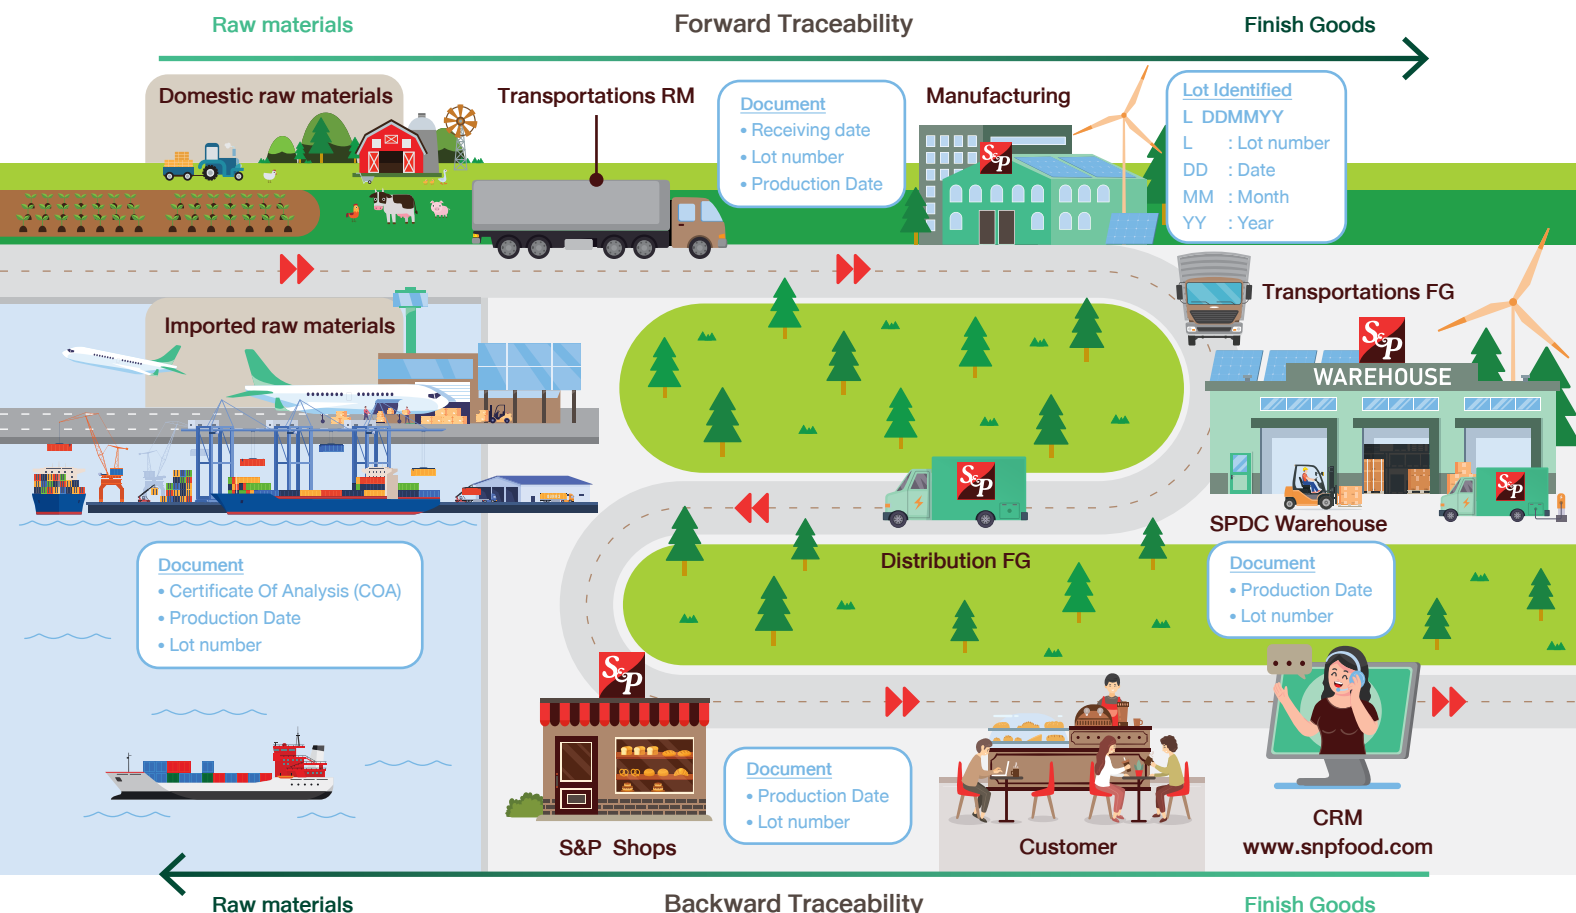 Raw materials
Forward Traceability
Finish Goods
Domestic raw materials
Transportations RM
Document
• Receiving date
• Lot number
• Production Date
Manufacturing
S&P
Lot Identified
L DDMMYY
L : Lot number
DD : Date
MM : Month
YY : Year
Imported raw materials
Transportations FG
S&P
WAREHOUSE
S&P
SPDC Warehouse
Document
• Production Date
• Lot number
S&P
Distribution FG
Document
• Certificate Of Analysis (COA)
• Production Date
• Lot number
S&P
S&P Shops
Document
• Production Date
• Lot number
Customer
CRM
www.snpfood.com
Raw materials
Backward Traceability
Finish Goods